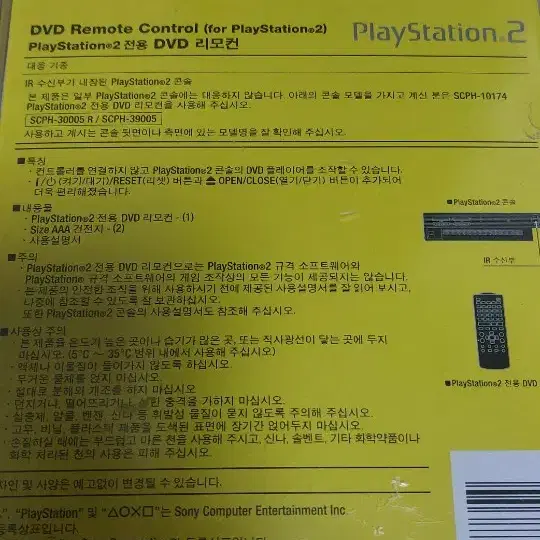 DVD Remote Control (for PlayStation®2)
PlayStation®2 전용 DVD 리모컨
PlayStation®2
대응 기종
IR 수신부가 내장된 PlayStation®2 콘솔
본 제품은 일부 PlayStation®2 콘솔에는 대응하지 않습니다. 아래의 콘솔 모델을 가지고 계신 분은 SCPH-10174
PlayStation®2 전용 DVD 리모컨을 사용해 주십시오.
SCPH-30005 R / SCPH-39005
사용하고 계시는 콘솔 뒷면이나 측면에 있는 모델명을 잘 확인해 주십시오.
■특징
· 컨트롤러를 연결하지 않고 PlayStation®2 콘솔의 DVD 플레이어를 조작할 수 있습니다.
· I/⏻(켜기/대기)/RESET(리셋) 버튼과 ⏏OPEN/CLOSE(열기/닫기) 버튼이 추가되어
더욱 편리해졌습니다.
■내용물
· PlayStation®2 전용 DVD 리모컨 - (1)
· Size AAA 건전지 - (2)
· 사용설명서
■PlayStation®2 콘솔
IR 수신부
■주의
· PlayStation®2 전용 DVD 리모컨으로는 PlayStation®2 규격 소프트웨어와
PlayStation® 규격 소프트웨어의 게임 조작상의 모든 기능이 제공되지는 않습니다.
· 본 제품의 안전한 조작을 위해 사용하시기 전에 제공된 사용설명서를 잘 읽어 보시고,
나중에 참조할 수 있도록 잘 보관하십시오.
또한 PlayStation®2 콘솔의 사용설명서도 참조해 주십시오.
■PlayStation®2 전용 DVD
■사용상 주의
· 본 제품을 온도가 높은 곳이나 습기가 많은 곳, 또는 직사광선이 닿는 곳에 두지
마십시오. (5°C ~ 35°C 범위 내에서 사용해 주십시오)
· 액체나 이물질이 들어가지 않도록 하십시오.
· 무거운 물체를 얹지 마십시오.
· 절대로 분해하거나 개조를 하지 마십시오.
· 던지거나, 떨어뜨리거나, 강한 충격을 가하지 마십시오.
· 살충제, 알콜, 벤젠, 신나 등 휘발성 물질이 묻지 않도록 주의해 주십시오.
· 고무, 비닐, 플라스틱 제품을 도색된 표면에 장기간 얹어두지 마십시오.
· 손질하실 때에는 부드럽고 마른 천을 사용해 주시고, 신나, 솔벤트, 기타 화학약품이나
화학 처리된 천의 사용은 피해 주십시오.
자인 및 사양은 예고없이 변경될 수 있습니다.
", "PlayStation" 및 "△○×□"는 Sony Computer Entertainment Inc.
등록상표입니다.